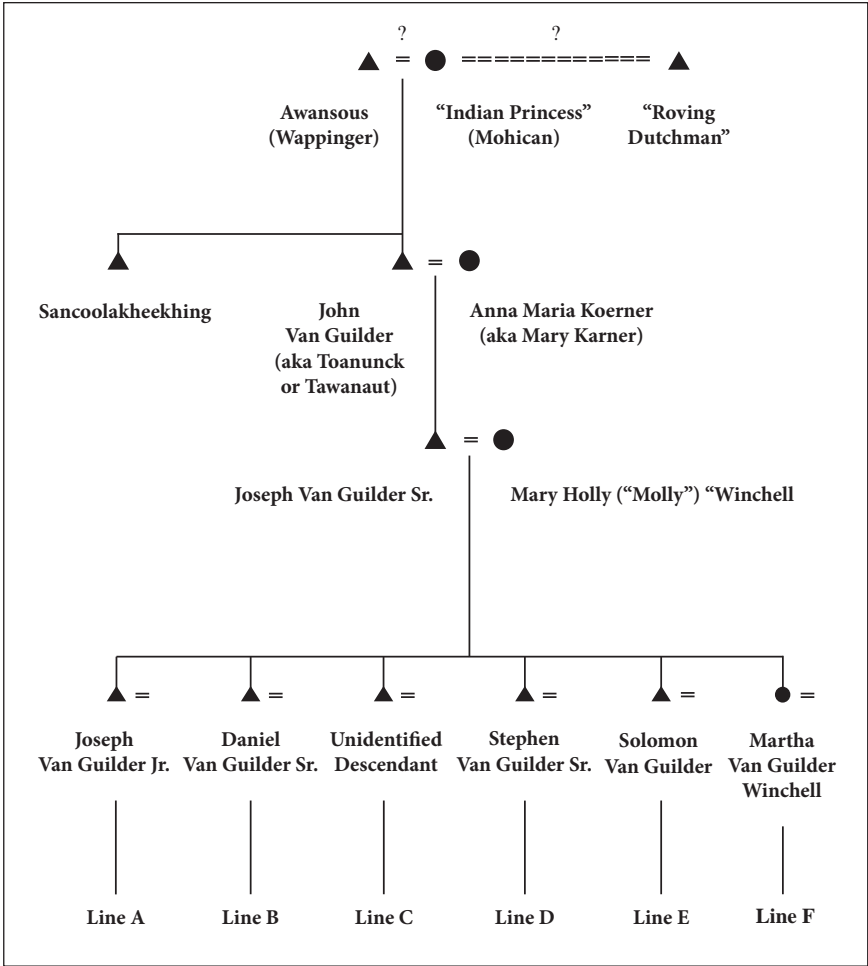 ? ?
= = = = = = = = = = = = =
Awansous “Indian Princess” “Roving
(Wappinger) (Mohican) Dutchman”
=
Sancoolakheekhing John Anna Maria Koerner
Van Guilder (aka Mary Karner)
(aka Toanunck
or Tawanaut)
=
Joseph Van Guilder Sr. Mary Holly (“Molly”) “Winchell
= = = = = =
Joseph Daniel Unidentified Stephen Solomon Martha
Van Guilder Jr. Van Guilder Sr. Descendant Van Guilder Sr. Van Guilder Van Guilder
Winchell
Line A Line B Line C Line D Line E Line F